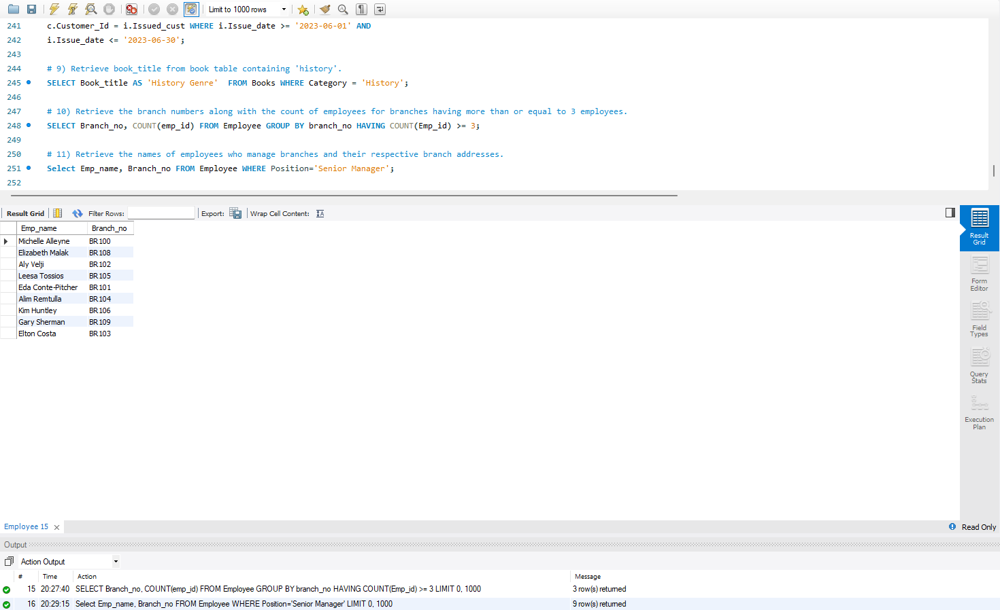 Limit to 1000 rows
241 c.Customer_Id = i.Issued_cust WHERE i.Issue_date >= '2023-06-01' AND
242 i.Issue_date <= '2023-06-30';
243
244 # 9) Retrieve book_title from book table containing 'history'.
245 SELECT Book_title AS 'History Genre'  FROM Books WHERE Category = 'History';
246
247 # 10) Retrieve the branch numbers along with the count of employees for branches having more than or equal to 3 employees.
248 SELECT Branch_no, COUNT(emp_id) FROM Employee GROUP BY branch_no HAVING COUNT(Emp_id) >= 3;
249
250 # 11) Retrieve the names of employees who manage branches and their respective branch addresses.
251 Select Emp_name, Branch_no FROM Employee WHERE Position='Senior Manager';
252
Result Grid Filter Rows: Export: Wrap Cell Content: IA
Emp_name Branch_no
Michelle Alleyne BR100
Elizabeth Malak BR108
Aly Velji BR102
Leesa Tossios BR105
Eda Conte-Pitcher BR101
Alim Remtulla BR104
Kim Huntley BR106
Gary Sherman BR109
Elton Costa BR103
Result
Grid
Form
Editor
Field
Types
Query
Stats
Execution
Plan
Employee 15 Read Only
Output
Action Output
# Time Action Message
15 20:27:40 SELECT Branch_no, COUNT(emp_id) FROM Employee GROUP BY branch_no HAVING COUNT(Emp_id) >= 3 LIMIT 0, 1000 3 row(s) returned
16 20:29:15 Select Emp_name, Branch_no FROM Employee WHERE Position='Senior Manager' LIMIT 0, 1000 9 row(s) returned